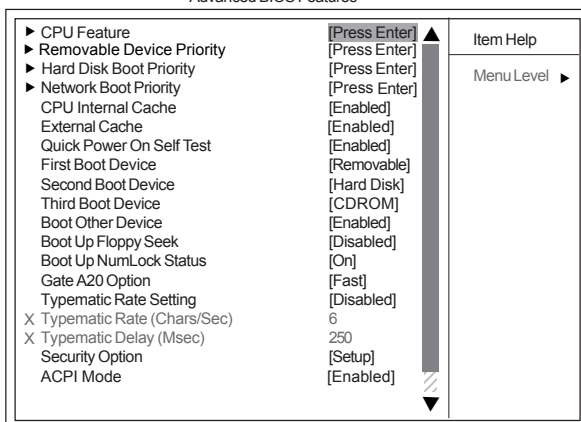 Advanced BIOS Features
► CPU Feature [Press Enter]
► Removable Device Priority [Press Enter]
► Hard Disk Boot Priority [Press Enter]
► Network Boot Priority [Press Enter]
CPU Internal Cache [Enabled]
External Cache [Enabled]
Quick Power On Self Test [Enabled]
First Boot Device [Removable]
Second Boot Device [Hard Disk]
Third Boot Device [CDROM]
Boot Other Device [Enabled]
Boot Up Floppy Seek [Disabled]
Boot Up NumLock Status [On]
Gate A20 Option [Fast]
Typematic Rate Setting [Disabled]
X Typematic Rate (Chars/Sec) 6
X Typematic Delay (Msec) 250
Security Option [Setup]
ACPI Mode [Enabled]
Item Help
Menu Level ►